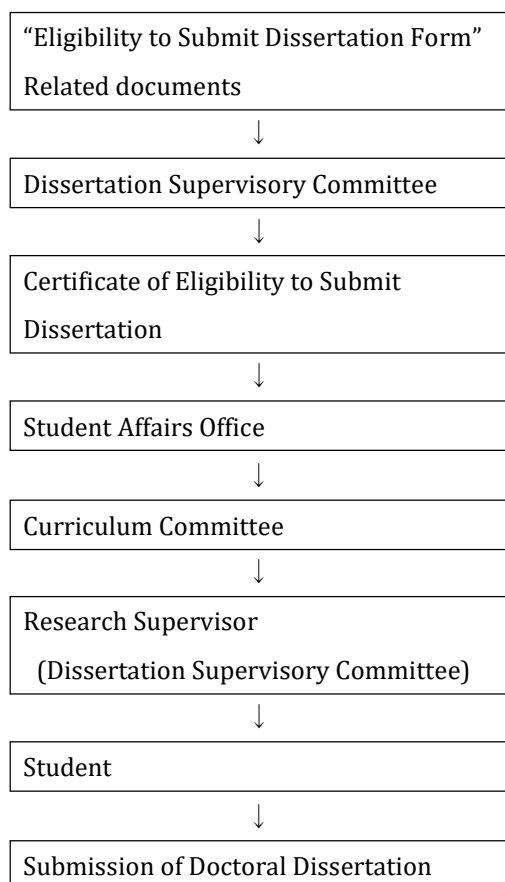 “Eligibility to Submit Dissertation Form”
Related documents
↓
Dissertation Supervisory Committee
↓
Certificate of Eligibility to Submit
Dissertation
↓
Student Affairs Office
↓
Curriculum Committee
↓
Research Supervisor
(Dissertation Supervisory Committee)
↓
Student
↓
Submission of Doctoral Dissertation